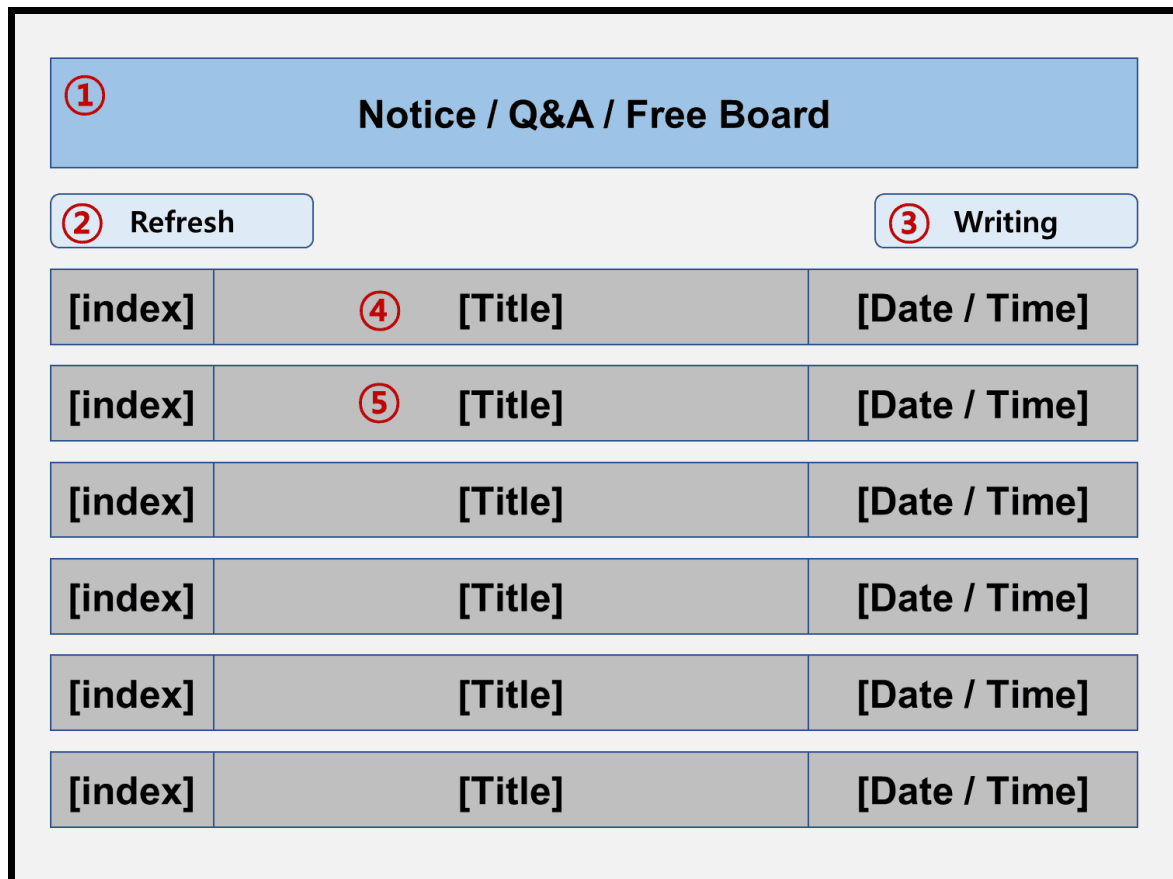 ① Notice / Q&A / Free Board
② Refresh ③ Writing
[index] ④ [Title] [Date / Time]
[index] ⑤ [Title] [Date / Time]
[index] [Title] [Date / Time]
[index] [Title] [Date / Time]
[index] [Title] [Date / Time]
[index] [Title] [Date / Time]